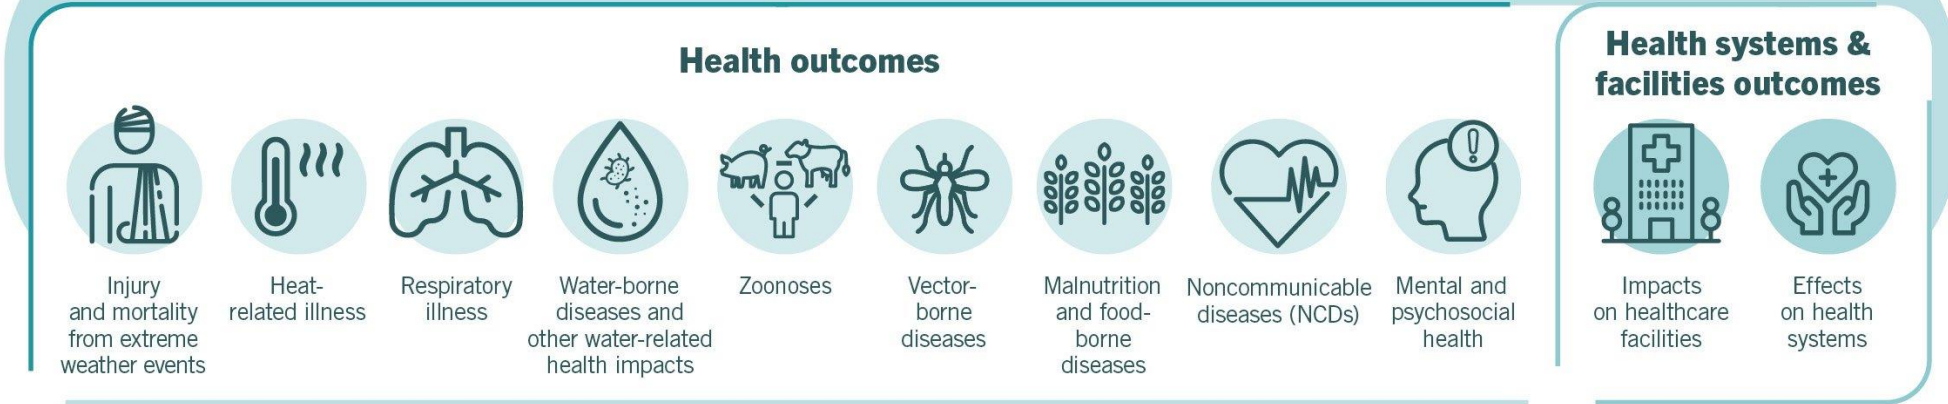 Health outcomes
Injury
and mortality
from extreme
weather events
Heat-
related illness
Respiratory
illness
Water-borne
diseases and
other water-related
health impacts
Zoonoses
Vector-
borne
diseases
Malnutrition
and food-
borne
diseases
Noncommunicable
diseases (NCDs)
Mental and
psychosocial
health
Health systems &
facilities outcomes
Impacts
on healthcare
facilities
Effects
on health
systems